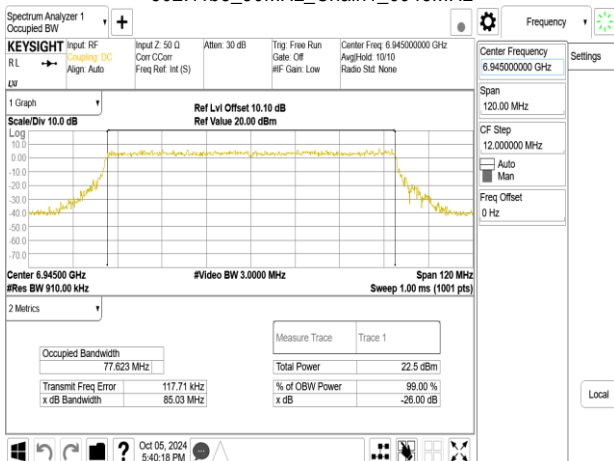 Spectrum Analyzer 1
Occupied BW
+
Frequency
KEYSIGHT
Input: RF
Coupling: DC
Align: Auto
Input Z: 50 Ω
Corr CCorr
Freq Ref: Int (S)
Atten: 30 dB
Trig: Free Run
Gate: Off
#IF Gain: Low
Center Freq: 6.945000000 GHz
Avg|Hold: 10/10
Radio Std: None
RL
Center Frequency
6.945000000 GHz
Settings
Span
120.00 MHz
CF Step
12.000000 MHz
Auto
Man
Freq Offset
0 Hz
Local
1 Graph
Ref Lvl Offset 10.10 dB
Scale/Div 10.0 dB
Ref Value 20.00 dBm
Log
10.0
0.00
-10.0
-20.0
-30.0
-40.0
-50.0
-60.0
-70.0
Center 6.94500 GHz
#Video BW 3.0000 MHz
Span 120 MHz
#Res BW 910.00 kHz
Sweep 1.00 ms (1001 pts)
2 Metrics
Measure Trace
Trace 1
Occupied Bandwidth
77.623 MHz
Total Power
22.5 dBm
Transmit Freq Error
117.71 kHz
% of OBW Power
99.00 %
x dB Bandwidth
85.03 MHz
x dB
-26.00 dB
?
Oct 05, 2024
5:40:18 PM